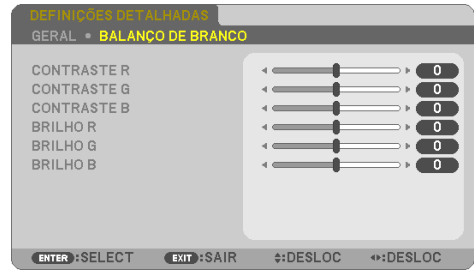 DEFINIÇÕES DETALHADAS
GERAL • BALANÇO DE BRANCO
CONTRASTE R 0
CONTRASTE G 0
CONTRASTE B 0
BRILHO R 0
BRILHO G 0
BRILHO B 0
ENTER :SELECT EXIT :SAIR :DESLOC :DESLOC